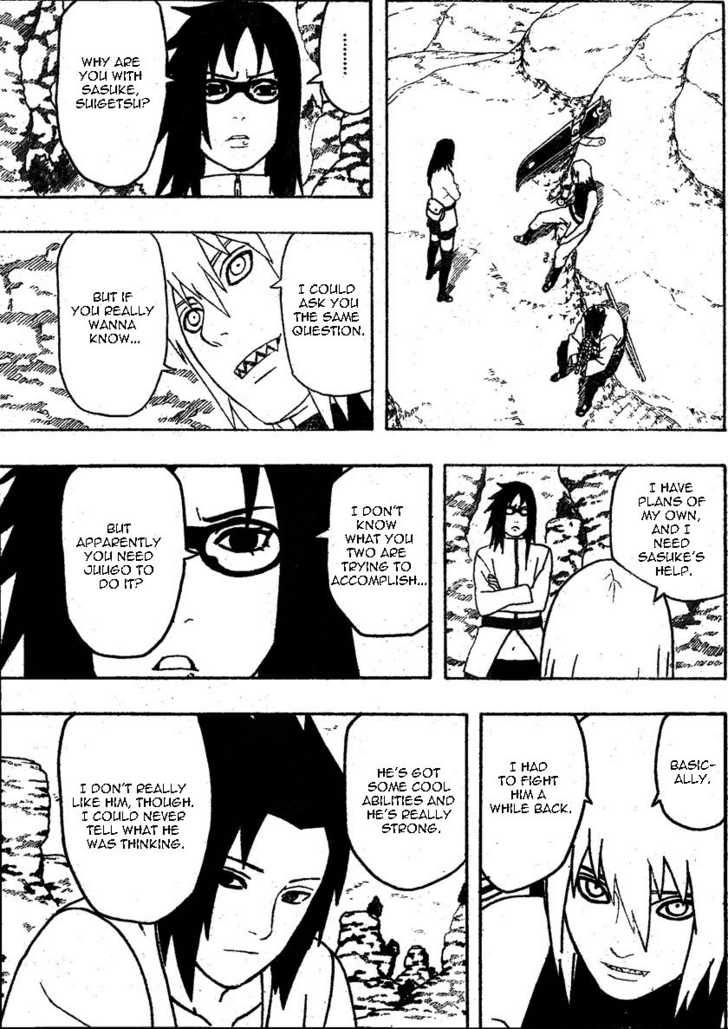 .........
WHY ARE
YOU WITH
SASUKE,
SUIGETSU?
I COULD
ASK YOU
THE SAME
QUESTION.
BUT IF
YOU REALLY
WANNA
KNOW...
I HAVE
PLANS OF
MY OWN,
AND I
NEED
SASUKE'S
HELP.
I DON'T
KNOW
WHAT YOU
TWO ARE
TRYING TO
ACCOMPLISH...
BUT
APPARENTLY
YOU NEED
JUUGO TO
DO IT?
BASIC-
ALLY.
I HAD
TO FIGHT
HIM A
WHILE BACK.
HE'S GOT
SOME COOL
ABILITIES AND
HE'S REALLY
STRONG.
I DON'T REALLY
LIKE HIM, THOUGH.
I COULD NEVER
TELL WHAT HE
WAS THINKING.